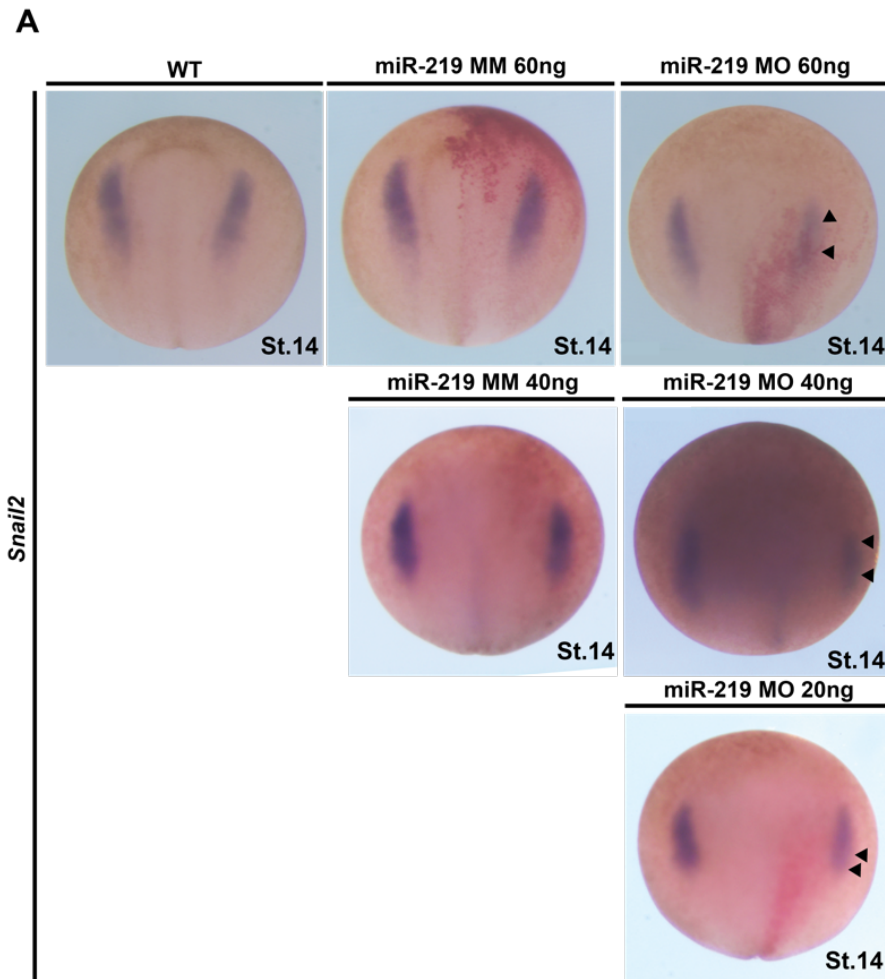 A
WT
miR-219 MM 60ng
miR-219 MO 60ng
St.14
St.14
St.14
miR-219 MM 40ng
miR-219 MO 40ng
St.14
St.14
miR-219 MO 20ng
St.14
Snail2